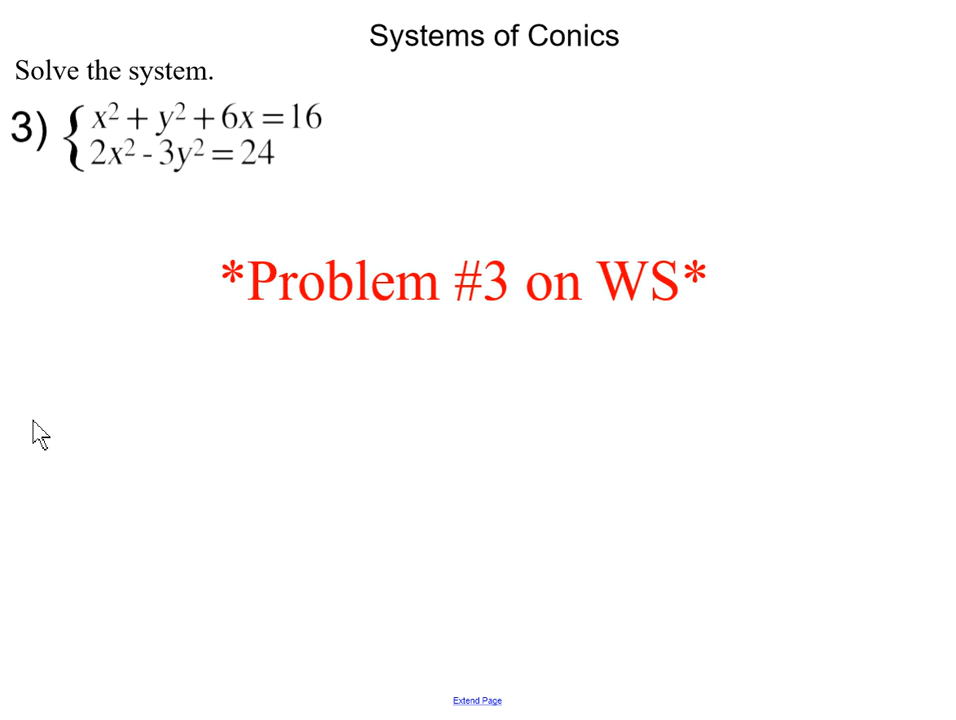 Systems of Conics
Solve the system.
3) { x² + y² + 6x = 16
2x² - 3y² = 24
*Problem #3 on WS*
Extend Page